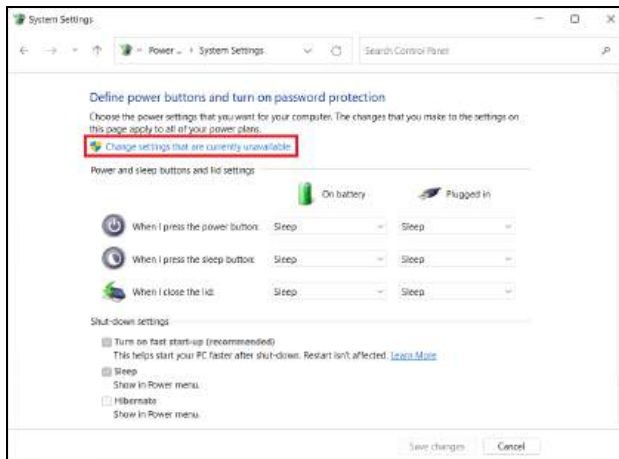 System Settings
Power ... System Settings
Search Control Panel
Define power buttons and turn on password protection
Choose the power settings that you want for your computer. The changes that you make to the settings on
this page apply to all of your power plans.
Change settings that are currently unavailable
Power and sleep buttons and lid settings
On battery Plugged in
When I press the power button: Sleep Sleep
When I press the sleep button: Sleep Sleep
When I close the lid: Sleep Sleep
Shut-down settings
Turn on fast start-up (recommended)
This helps start your PC faster after shut-down. Restart isn't affected. Learn More
Sleep
Show in Power menu.
Hibernate
Show in Power menu.
Save changes Cancel